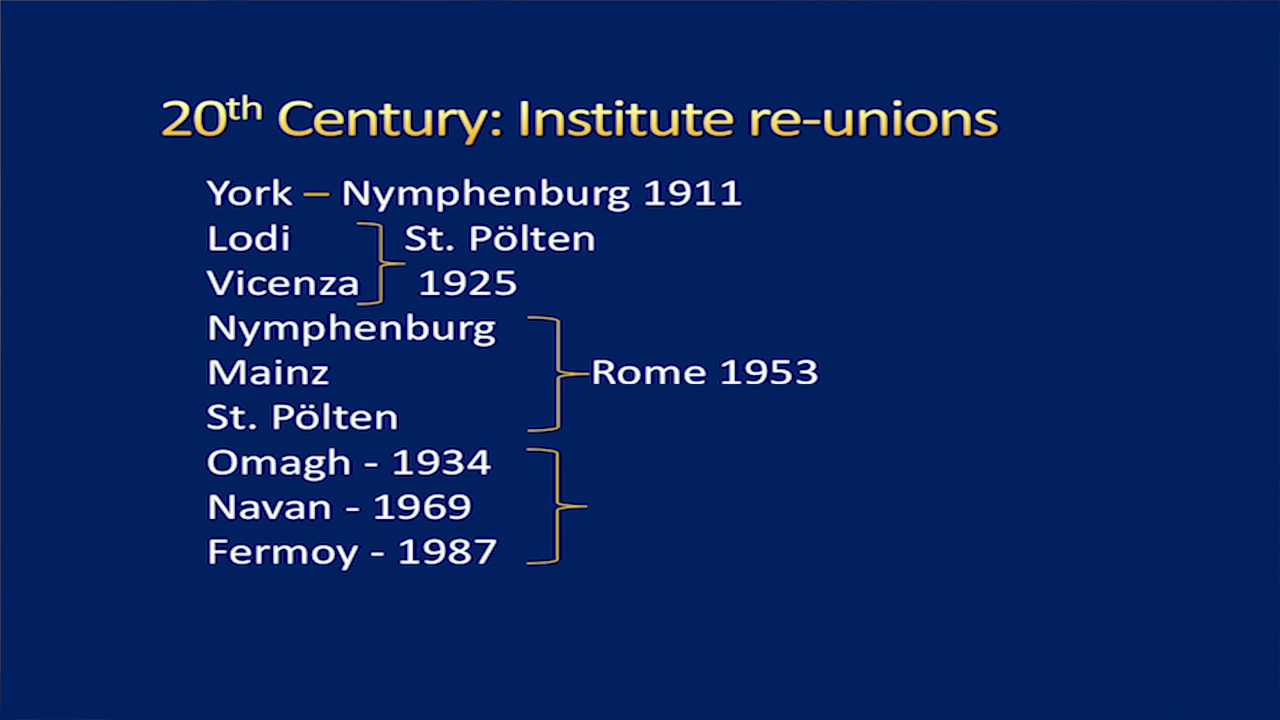 20th Century: Institute re-unions
York – Nymphenburg 1911
Lodi St. Pölten
Vicenza 1925
Nymphenburg
Mainz Rome 1953
St. Pölten
Omagh - 1934
Navan - 1969
Fermoy - 1987